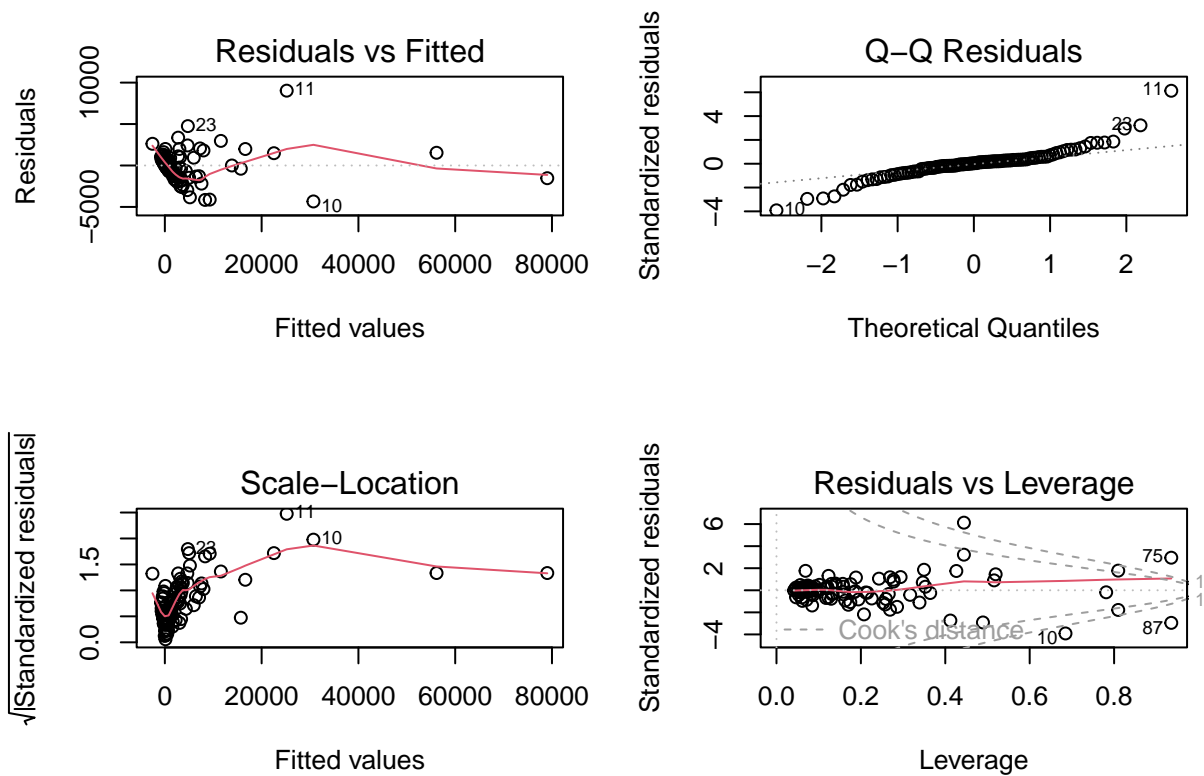 Residuals vs Fitted
Residuals
10000
−5000
11
23
10
0 20000 40000 60000 80000
Fitted values
Q−Q Residuals
Standardized residuals
4
0
−4
11
23
10
−2 −1 0 1 2
Theoretical Quantiles
Scale−Location
√|Standardized residuals|
1.5
0.0
11
10
23
0 20000 40000 60000 80000
Fitted values
Residuals vs Leverage
Standardized residuals
6
2
−4
75
1
1
87
10
Cook's distance
0.0 0.2 0.4 0.6 0.8
Leverage